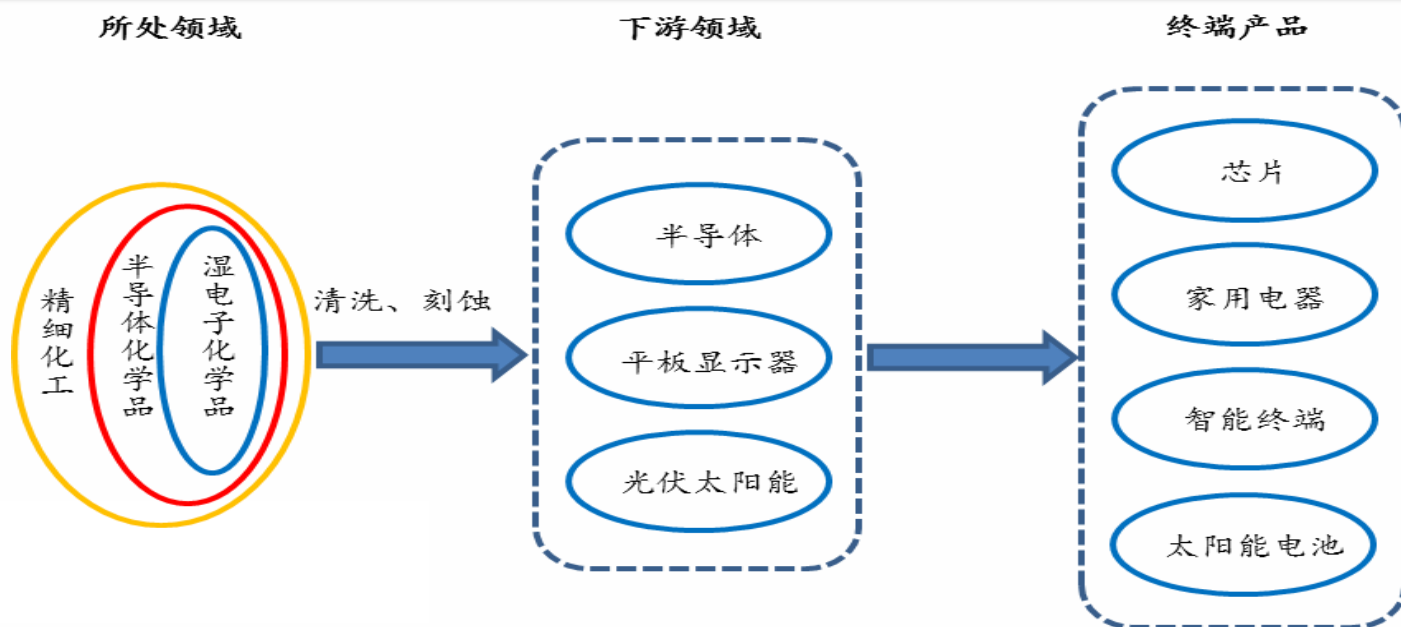 所处领域
下游领域
终端产品
精细化工
半导体化学品
湿电子化学品
清洗、刻蚀
半导体
平板显示器
光伏太阳能
芯片
家用电器
智能终端
太阳能电池